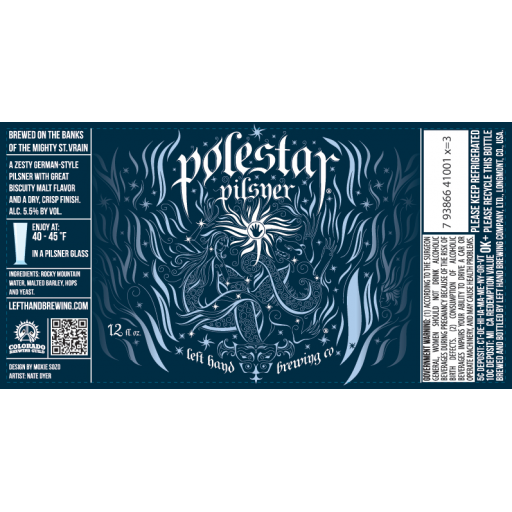 BREWED ON THE BANKS
OF THE MIGHTY ST. VRAIN
A ZESTY GERMAN-STYLE
PILSNER WITH GREAT
BISCUITY MALT FLAVOR
AND A DRY, CRISP FINISH.
ALC. 5.5% BY VOL.
ENJOY AT:
40 - 45 °F
IN A PILSNER GLASS
INGREDIENTS: ROCKY MOUNTAIN
WATER, MALTED BARLEY, HOPS
AND YEAST.
LEFTHANDBREWING.COM
COLORADO
BREWERS GUILD
DESIGN BY MOXIE SOZO
ARTIST: NATE DYER
polestar
pilsner
12 fl oz.
left hand brewing co
7 93866 41001 x=3
GOVERNMENT WARNING: (1) ACCORDING TO THE SURGEON
GENERAL, WOMEN SHOULD NOT DRINK ALCOHOLIC
BEVERAGES DURING PREGNANCY BECAUSE OF THE RISK OF
BIRTH DEFECTS. (2) CONSUMPTION OF ALCOHOLIC
BEVERAGES IMPAIRS YOUR ABILITY TO DRIVE A CAR OR
OPERATE MACHINERY, AND MAY CAUSE HEALTH PROBLEMS.
PLEASE KEEP REFRIGERATED
5¢ DEPOSIT: CT-DE-HI-IA-MA-ME-NY-OR-VT
10¢ DEPOSIT: MI CA REDEMPTION VALUE OK+ PLEASE RECYCLE THIS BOTTLE
BREWED AND BOTTLED BY LEFT HAND BREWING COMPANY, LTD., LONGMONT, CO, USA.